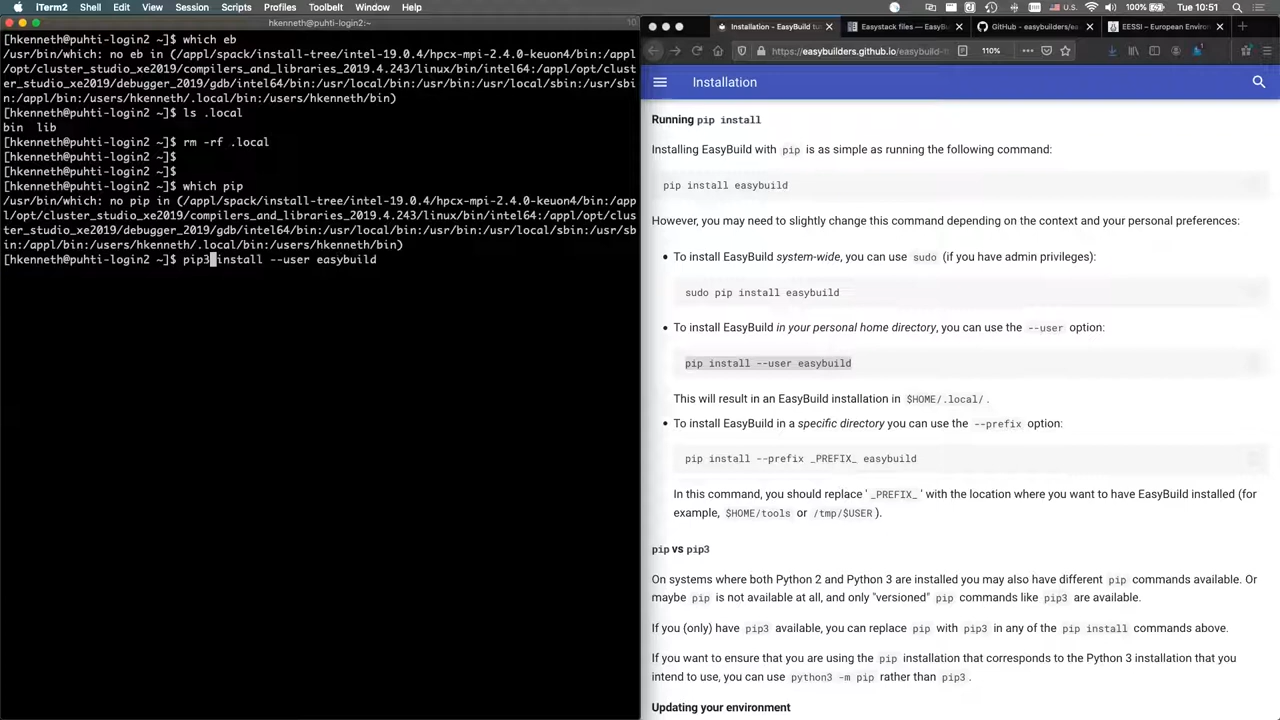 iTerm2 Shell Edit View Session Scripts Profiles Toolbelt Window Help Wed 4 Nov 10:51
hkenneth@puhti-login2:~
[hkenneth@puhti-login2 ~]$ which eb
/usr/bin/which: no eb in (/appl/spack/install-tree/intel-19.0.4/hpcx-mpi-2.4.0-keuon4/bin:/appl
/opt/cluster_studio_xe2019/compilers_and_libraries_2019.4.243/linux/bin/intel64:/appl/opt/clust
er_studio_xe2019/debugger_2019/gdb/intel64/bin:/usr/local/bin:/usr/bin:/usr/local/sbin:/usr/sbi
n:/appl/bin:/users/hkenneth/.local/bin:/users/hkenneth/bin)
[hkenneth@puhti-login2 ~]$ ls .local
bin lib
[hkenneth@puhti-login2 ~]$ rm -rf .local
[hkenneth@puhti-login2 ~]$
[hkenneth@puhti-login2 ~]$
[hkenneth@puhti-login2 ~]$ which pip
/usr/bin/which: no pip in (/appl/spack/install-tree/intel-19.0.4/hpcx-mpi-2.4.0-keuon4/bin:/app
l/opt/cluster_studio_xe2019/compilers_and_libraries_2019.4.243/linux/bin/intel64:/appl/opt/clus
ter_studio_xe2019/debugger_2019/gdb/intel64/bin:/usr/local/bin:/usr/bin:/usr/local/sbin:/usr/sb
in:/appl/bin:/users/hkenneth/.local/bin:/users/hkenneth/bin)
[hkenneth@puhti-login2 ~]$ pip3 install --user easybuild
Installation - EasyBuild tu
Easystack files — EasyBu
GitHub - easybuilders/ea
EESSI – European Environ
https://easybuilders.github.io/easybuild-t
110%
Installation
Running pip install
Installing EasyBuild with pip is as simple as running the following command:
pip install easybuild
However, you may need to slightly change this command depending on the context and your personal preferences:
To install EasyBuild system-wide, you can use sudo (if you have admin privileges):
sudo pip install easybuild
To install EasyBuild in your personal home directory, you can use the --user option:
pip install --user easybuild
This will result in an EasyBuild installation in $HOME/.local/.
To install EasyBuild in a specific directory you can use the --prefix option:
pip install --prefix _PREFIX_ easybuild
In this command, you should replace '_PREFIX_' with the location where you want to have EasyBuild installed (for
example, $HOME/tools or /tmp/$USER).
pip vs pip3
On systems where both Python 2 and Python 3 are installed you may also have different pip commands available. Or
maybe pip is not available at all, and only "versioned" pip commands like pip3 are available.
If you (only) have pip3 available, you can replace pip with pip3 in any of the pip install commands above.
If you want to ensure that you are using the pip installation that corresponds to the Python 3 installation that you
intend to use, you can use python3 -m pip rather than pip3.
Updating your environment